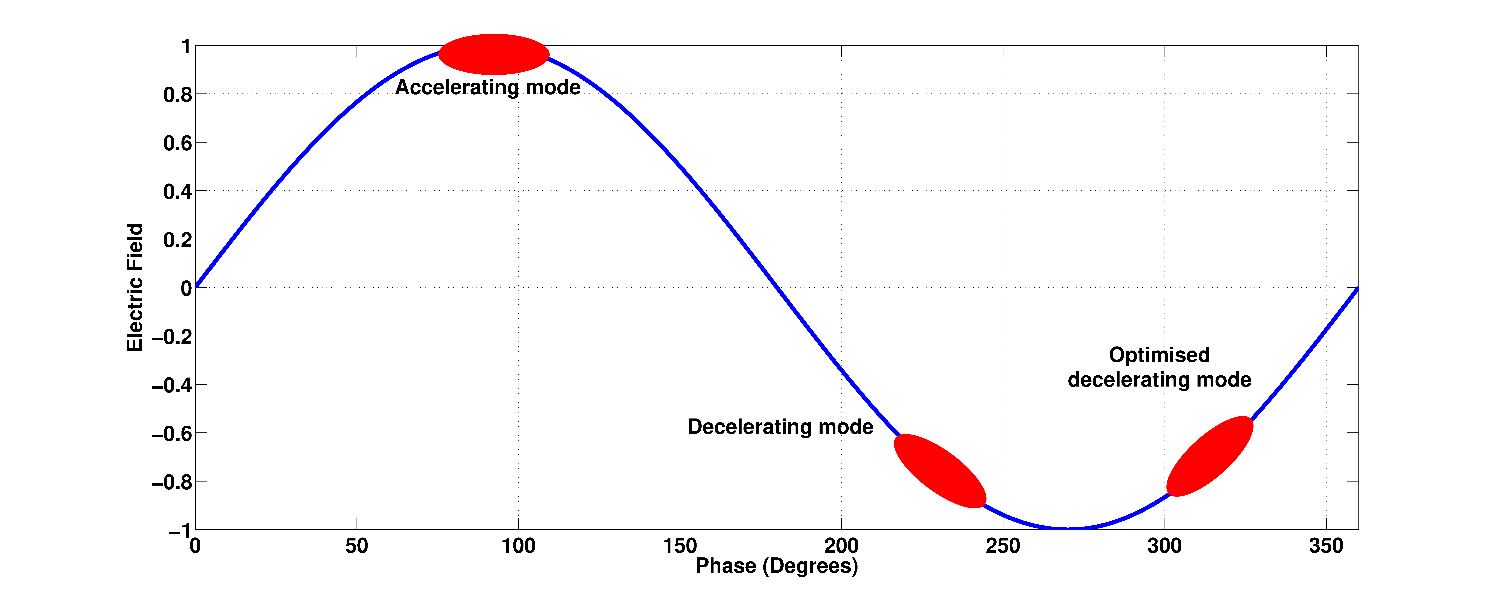 1
Accelerating mode
0.8
0.6
0.4
0.2
0
Electric Field
−0.2
Optimised
decelerating mode
−0.4
Decelerating mode
−0.6
−0.8
−1
0 50 100 150 200 250 300 350
Phase (Degrees)